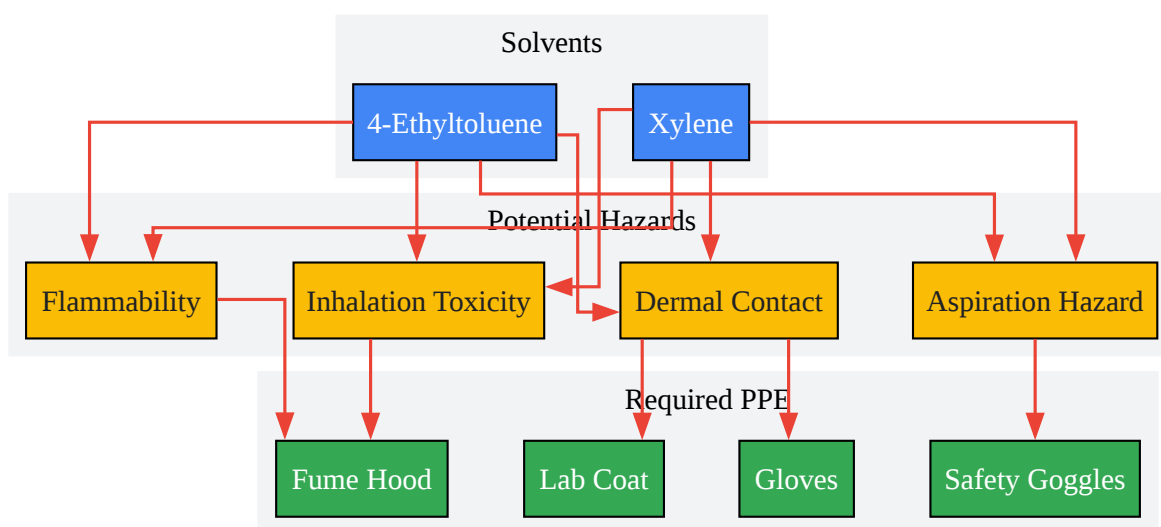 Solvents
4-Ethyltoluene
Xylene
Potential Hazards
Flammability
Inhalation Toxicity
Dermal Contact
Aspiration Hazard
Required PPE
Fume Hood
Lab Coat
Gloves
Safety Goggles